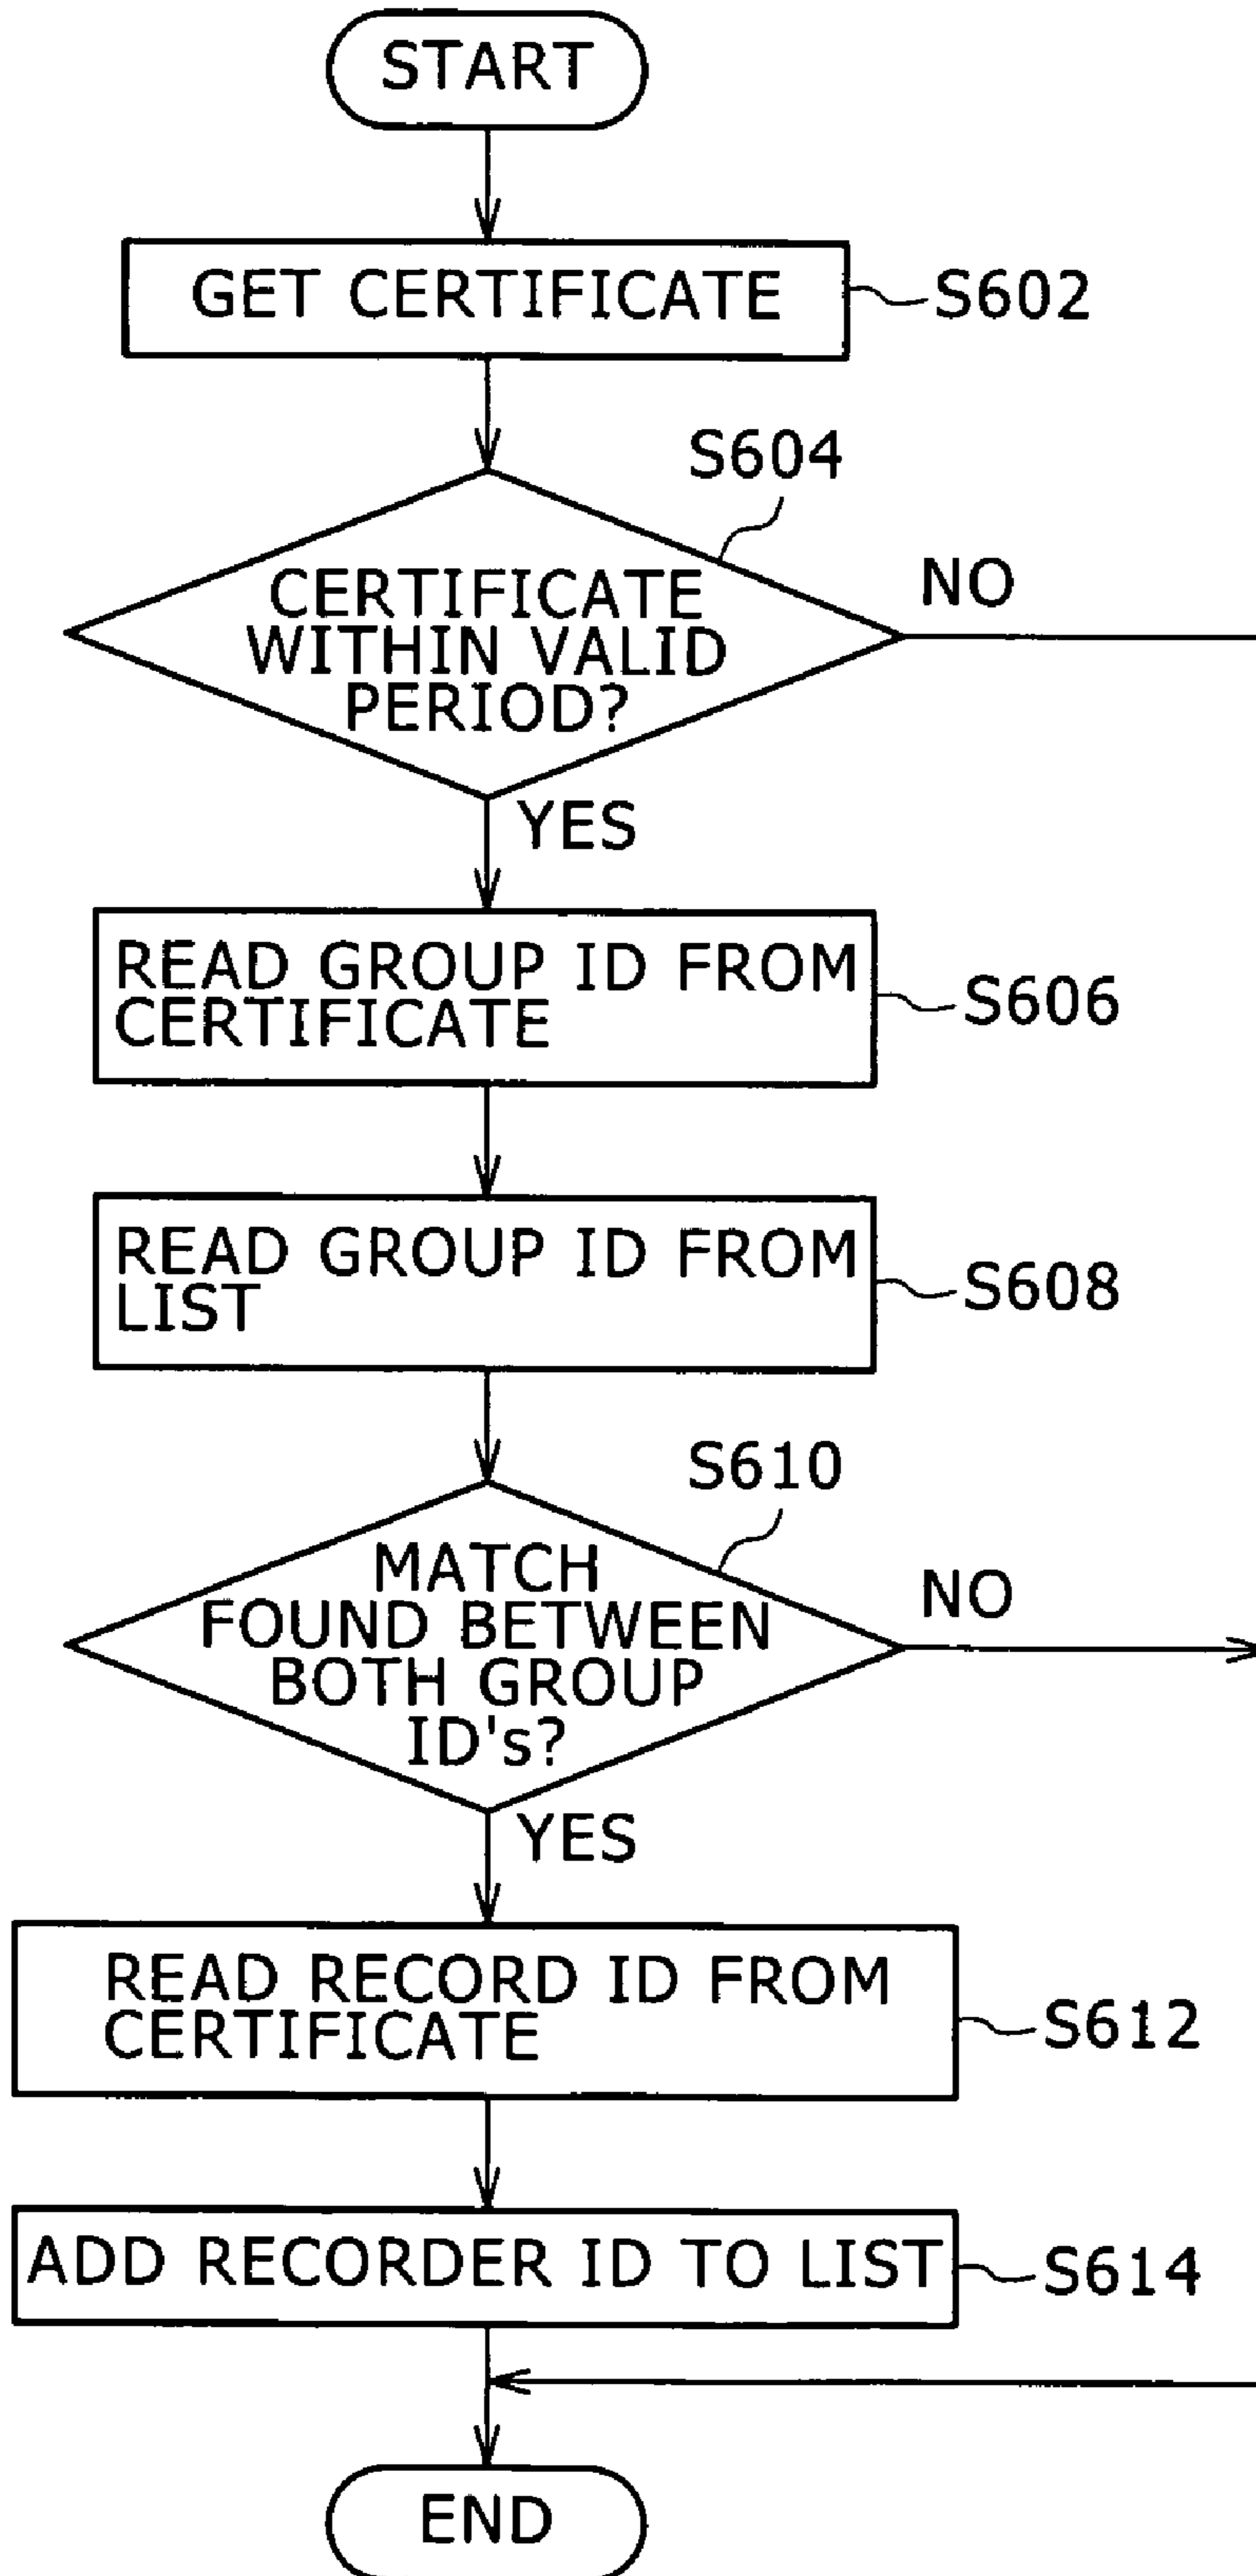 START
GET CERTIFICATE
S602
S604
CERTIFICATE
WITHIN VALID
PERIOD?
NO
YES
READ GROUP ID FROM
CERTIFICATE
S606
READ GROUP ID FROM
LIST
S608
S610
MATCH
FOUND BETWEEN
BOTH GROUP
ID's?
NO
YES
READ RECORD ID FROM
CERTIFICATE
S612
ADD RECORDER ID TO LIST
S614
END